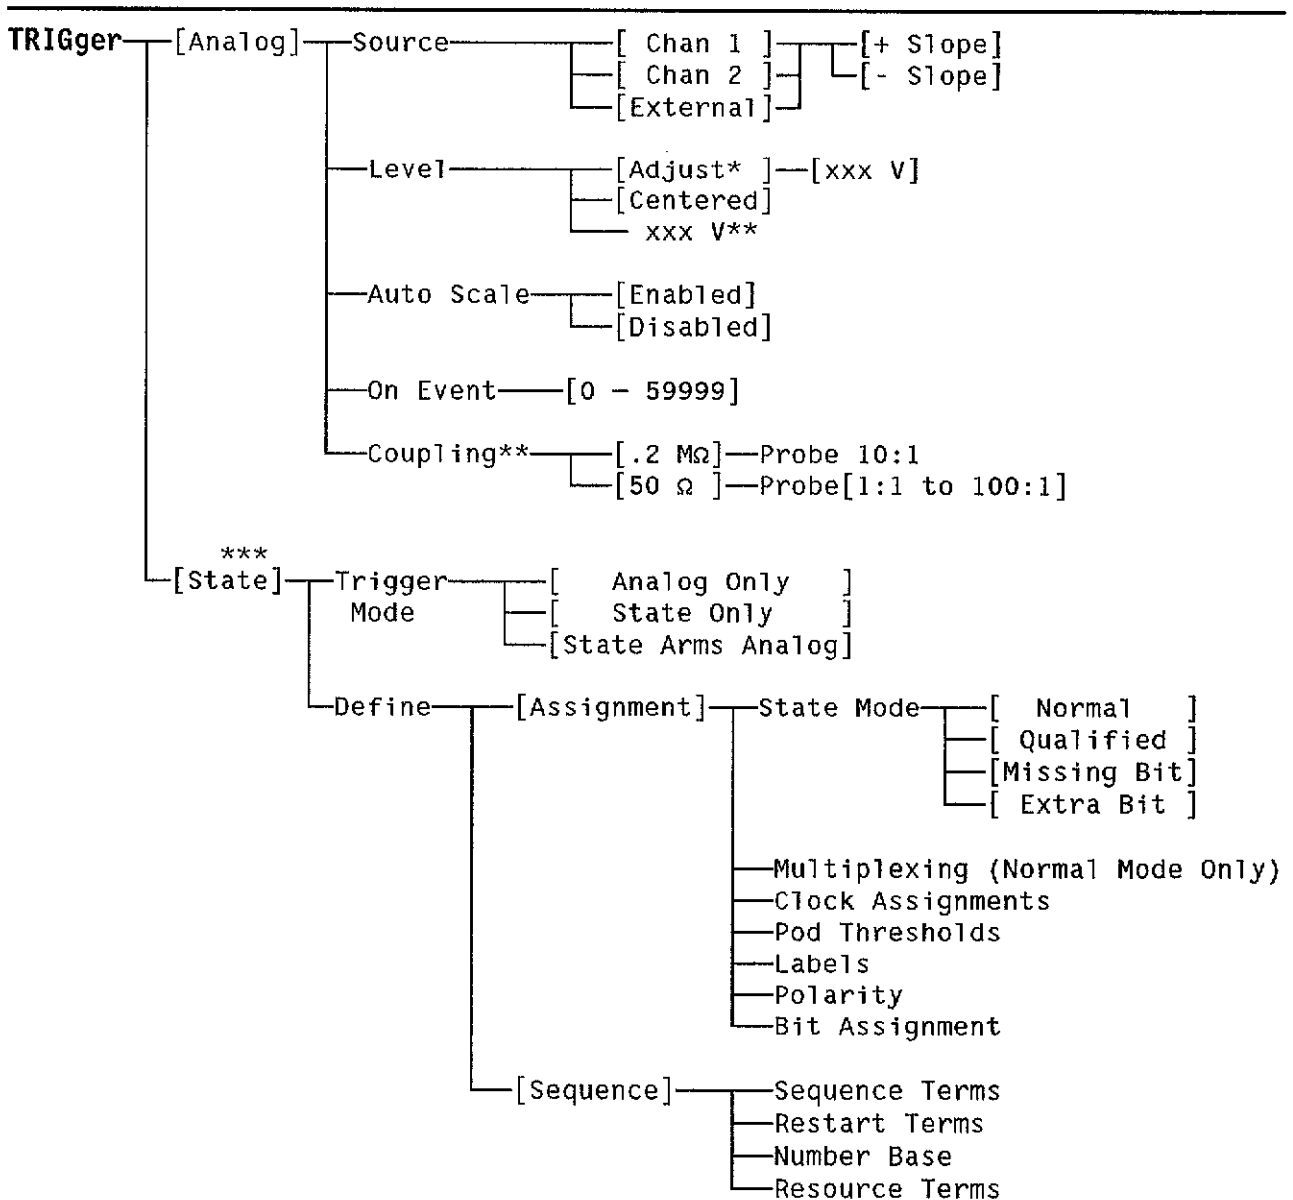 TRIGger [Analog] Source [ Chan 1 ] [+ Slope]
[ Chan 2 ] [- Slope]
[External]
Level [Adjust* ] [xxx V]
[Centered]
xxx V**
Auto Scale [Enabled]
[Disabled]
On Event [0 – 59999]
Coupling** [.2 MΩ] Probe 10:1
[50 Ω ] Probe[1:1 to 100:1]
***
[State] Trigger [ Analog Only ]
Mode [ State Only ]
[State Arms Analog]
Define [Assignment] State Mode [ Normal ]
[ Qualified ]
[Missing Bit]
[ Extra Bit ]
Multiplexing (Normal Mode Only)
Clock Assignments
Pod Thresholds
Labels
Polarity
Bit Assignment
[Sequence] Sequence Terms
Restart Terms
Number Base
Resource Terms